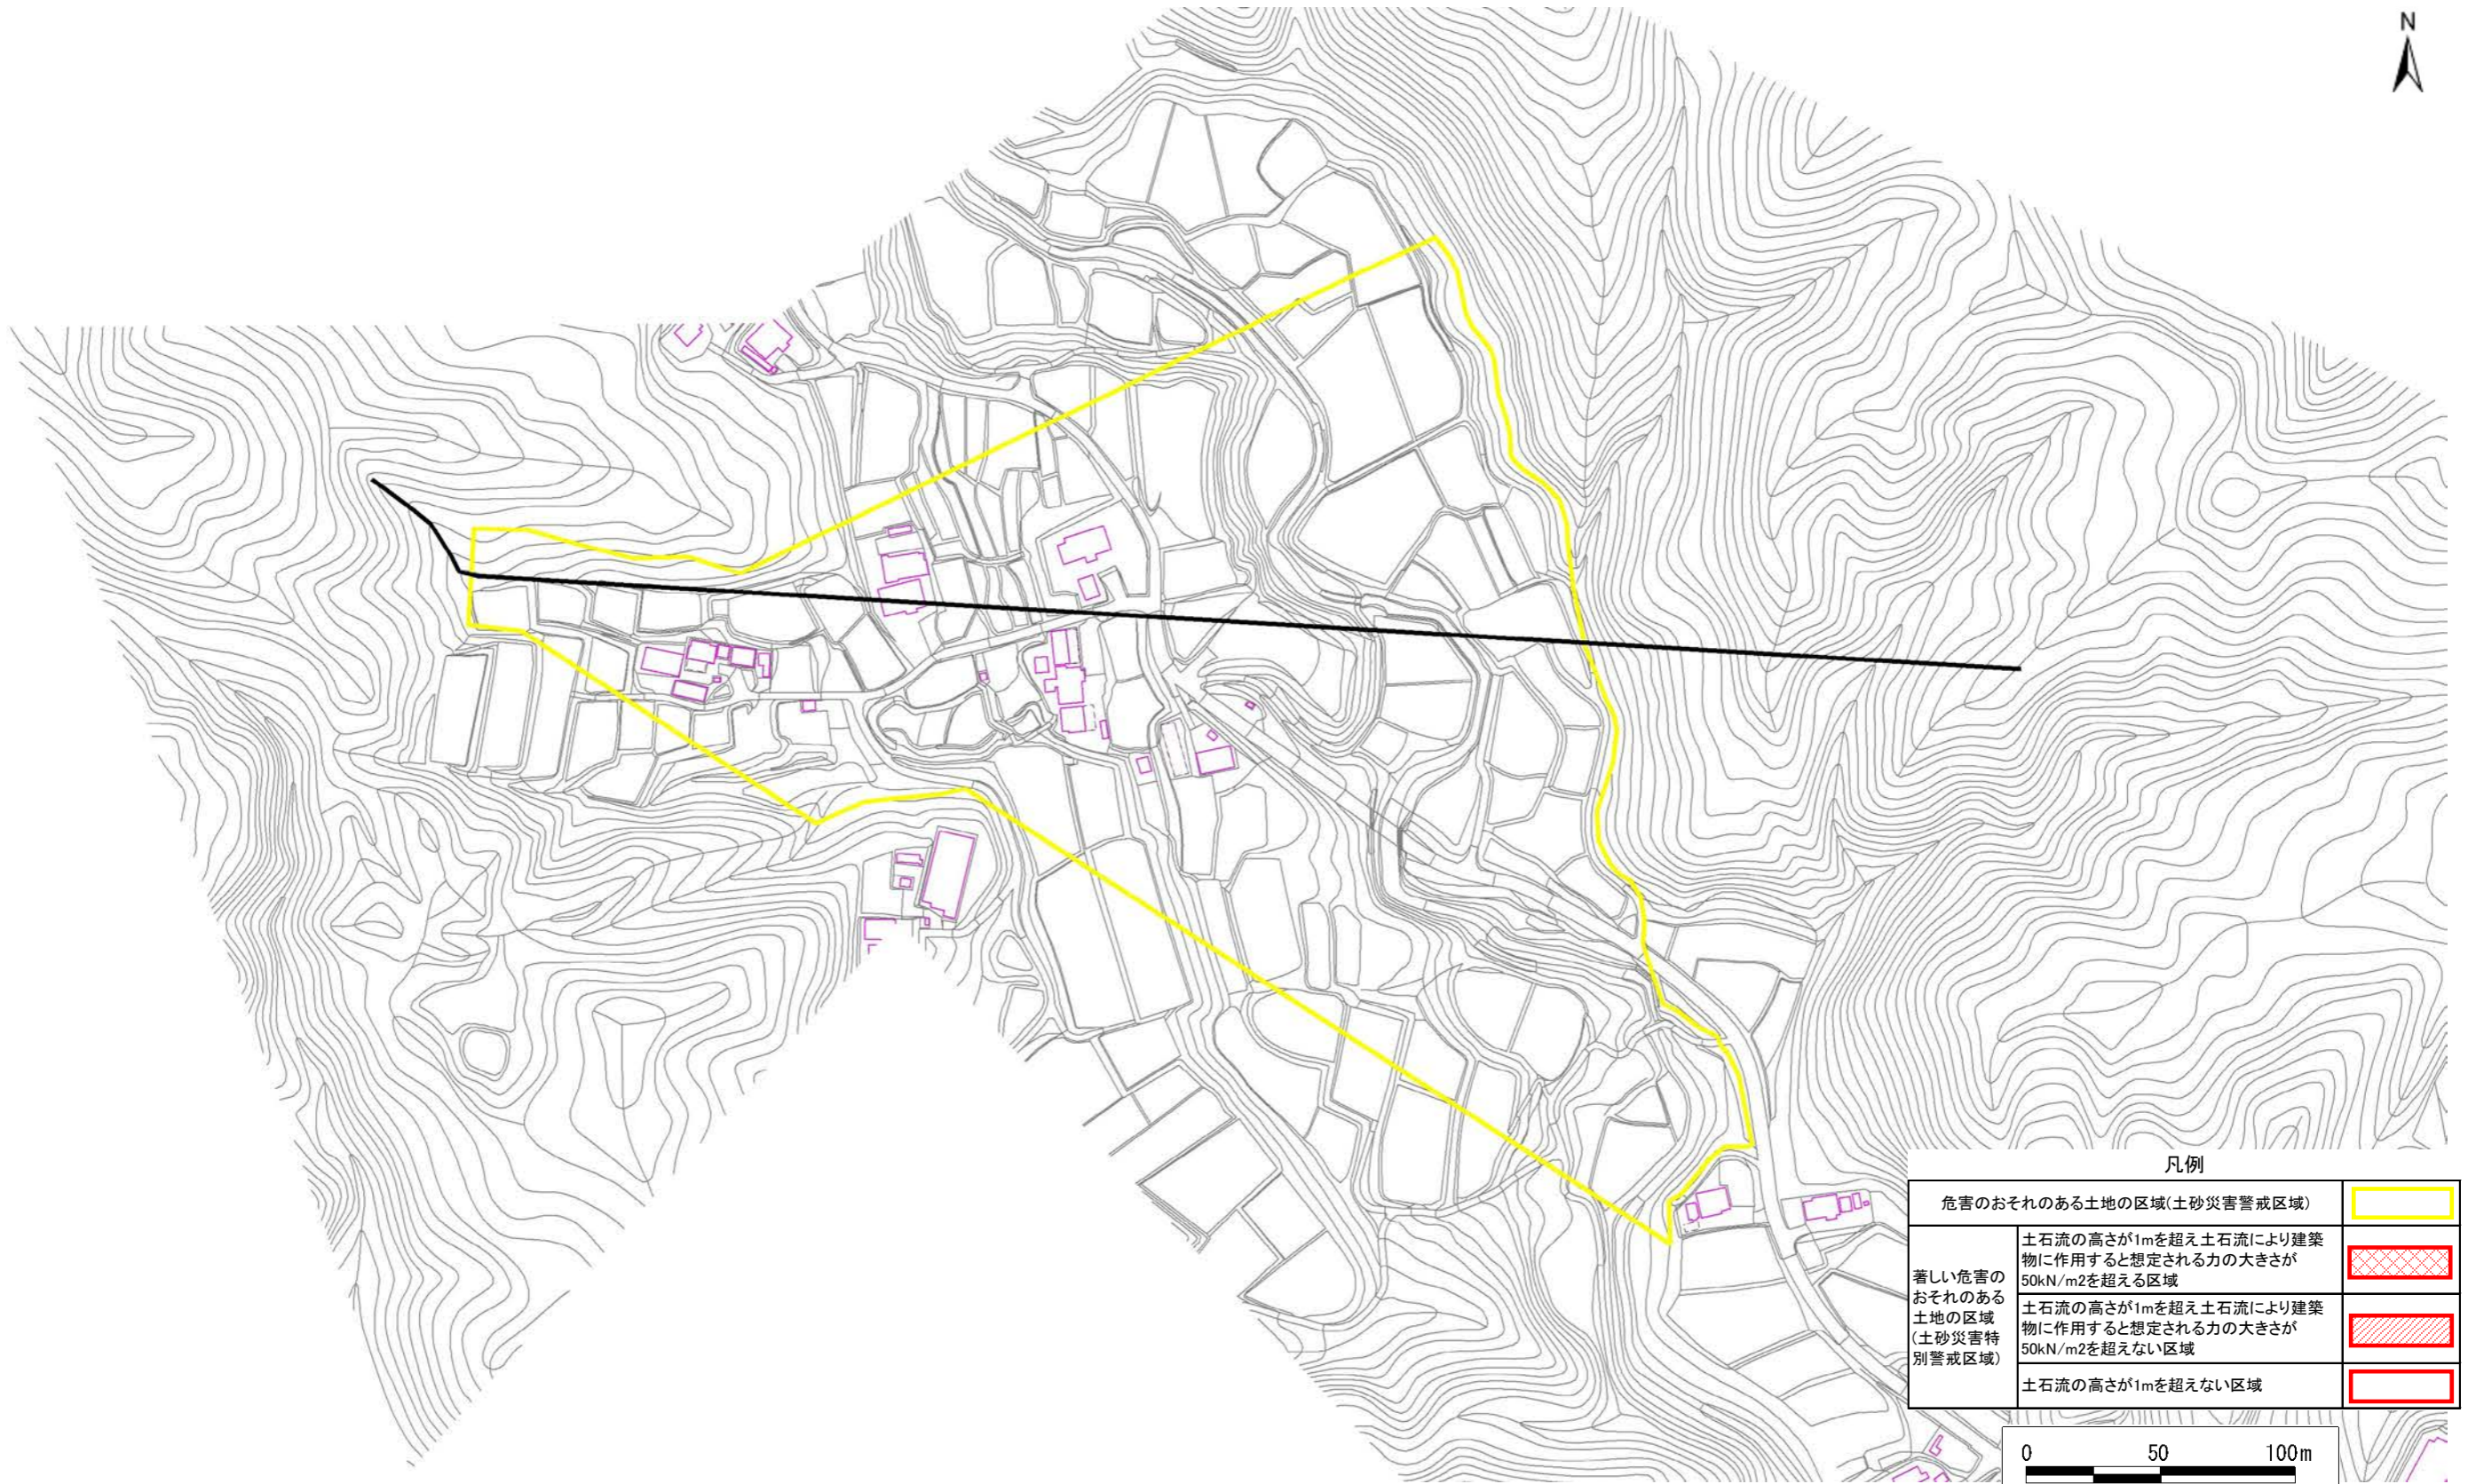 N
凡例
危害のおそれのある土地の区域(土砂災害警戒区域)
著しい危害の
おそれのある
土地の区域
(土砂災害特
別警戒区域)
土石流の高さが1mを超え土石流により建築
物に作用すると想定される力の大きさが
50kN/m2を超える区域
土石流の高さが1mを超え土石流により建築
物に作用すると想定される力の大きさが
50kN/m2を超えない区域
土石流の高さが1mを超えない区域
0 50 100m